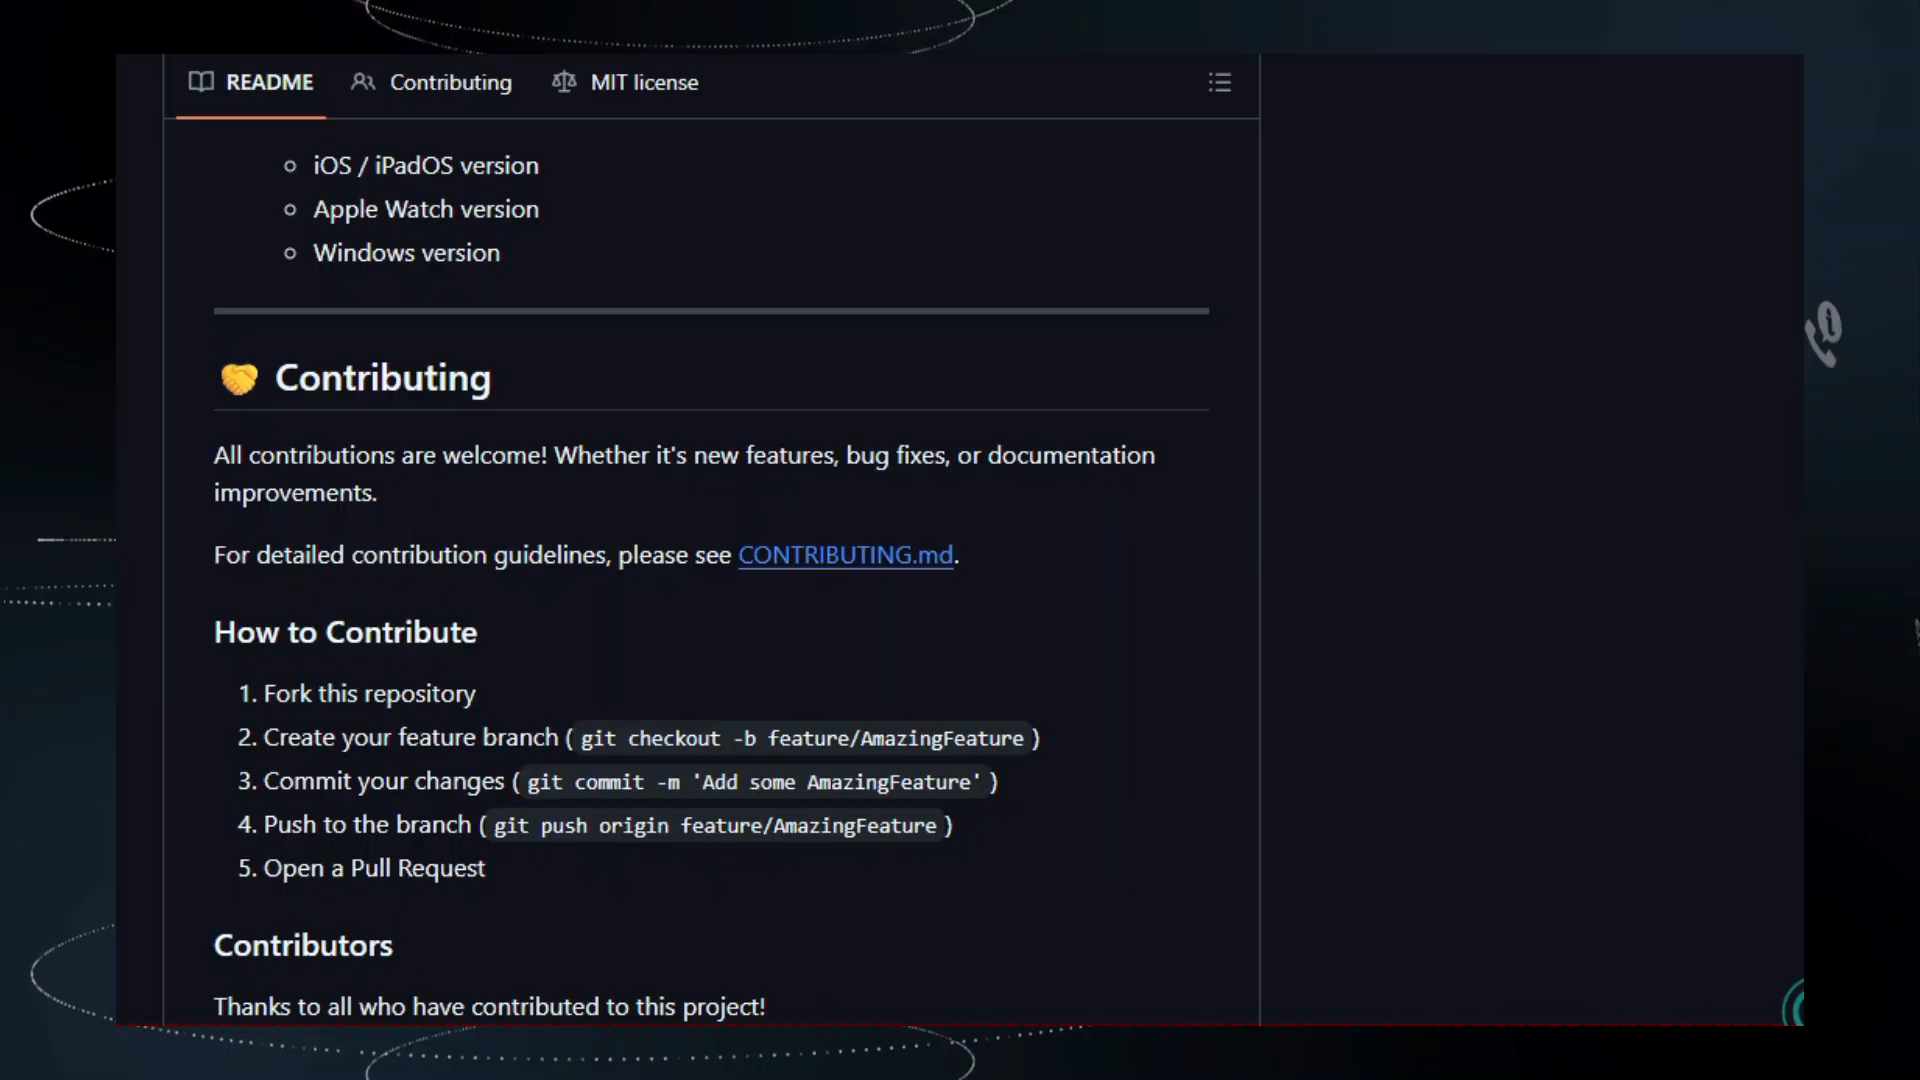 README Contributing MIT license
iOS / iPadOS version
Apple Watch version
Windows version
Contributing
All contributions are welcome! Whether it's new features, bug fixes, or documentation
improvements.
For detailed contribution guidelines, please see CONTRIBUTING.md.
How to Contribute
1. Fork this repository
2. Create your feature branch ( git checkout -b feature/AmazingFeature )
3. Commit your changes ( git commit -m 'Add some AmazingFeature' )
4. Push to the branch ( git push origin feature/AmazingFeature )
5. Open a Pull Request
Contributors
Thanks to all who have contributed to this project!